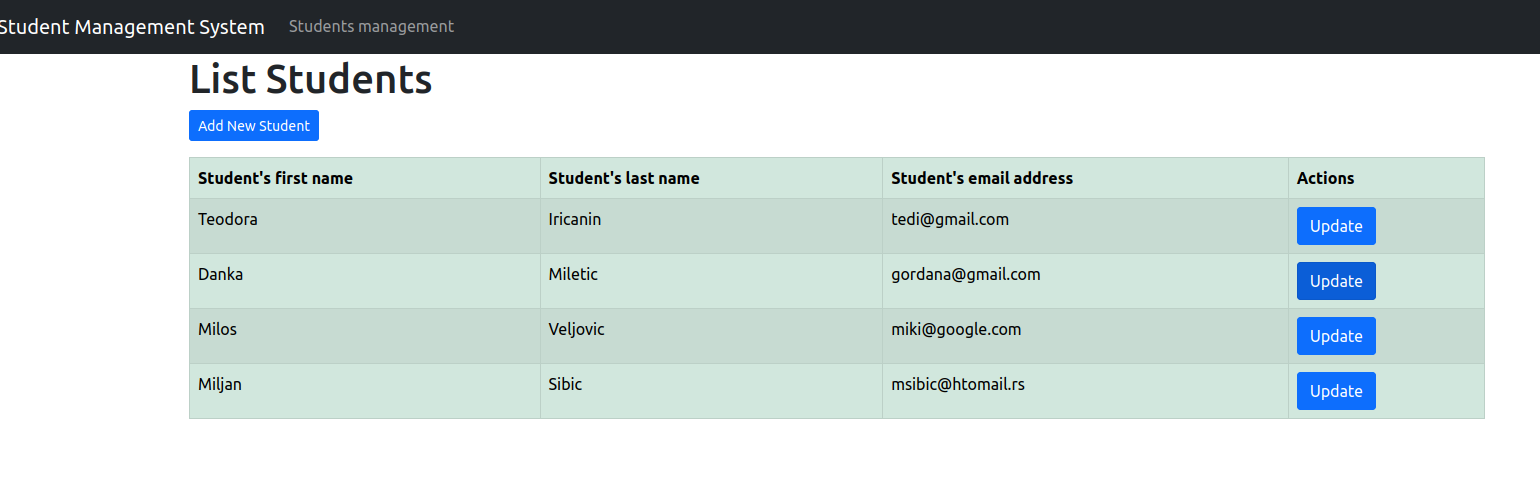 Student Management System Students management
List Students
Add New Student
Student's first name Student's last name Student's email address Actions
Teodora Iricanin tedi@gmail.com Update
Danka Miletic gordana@gmail.com Update
Milos Veljovic miki@google.com Update
Miljan Sibic msibic@htomail.rs Update